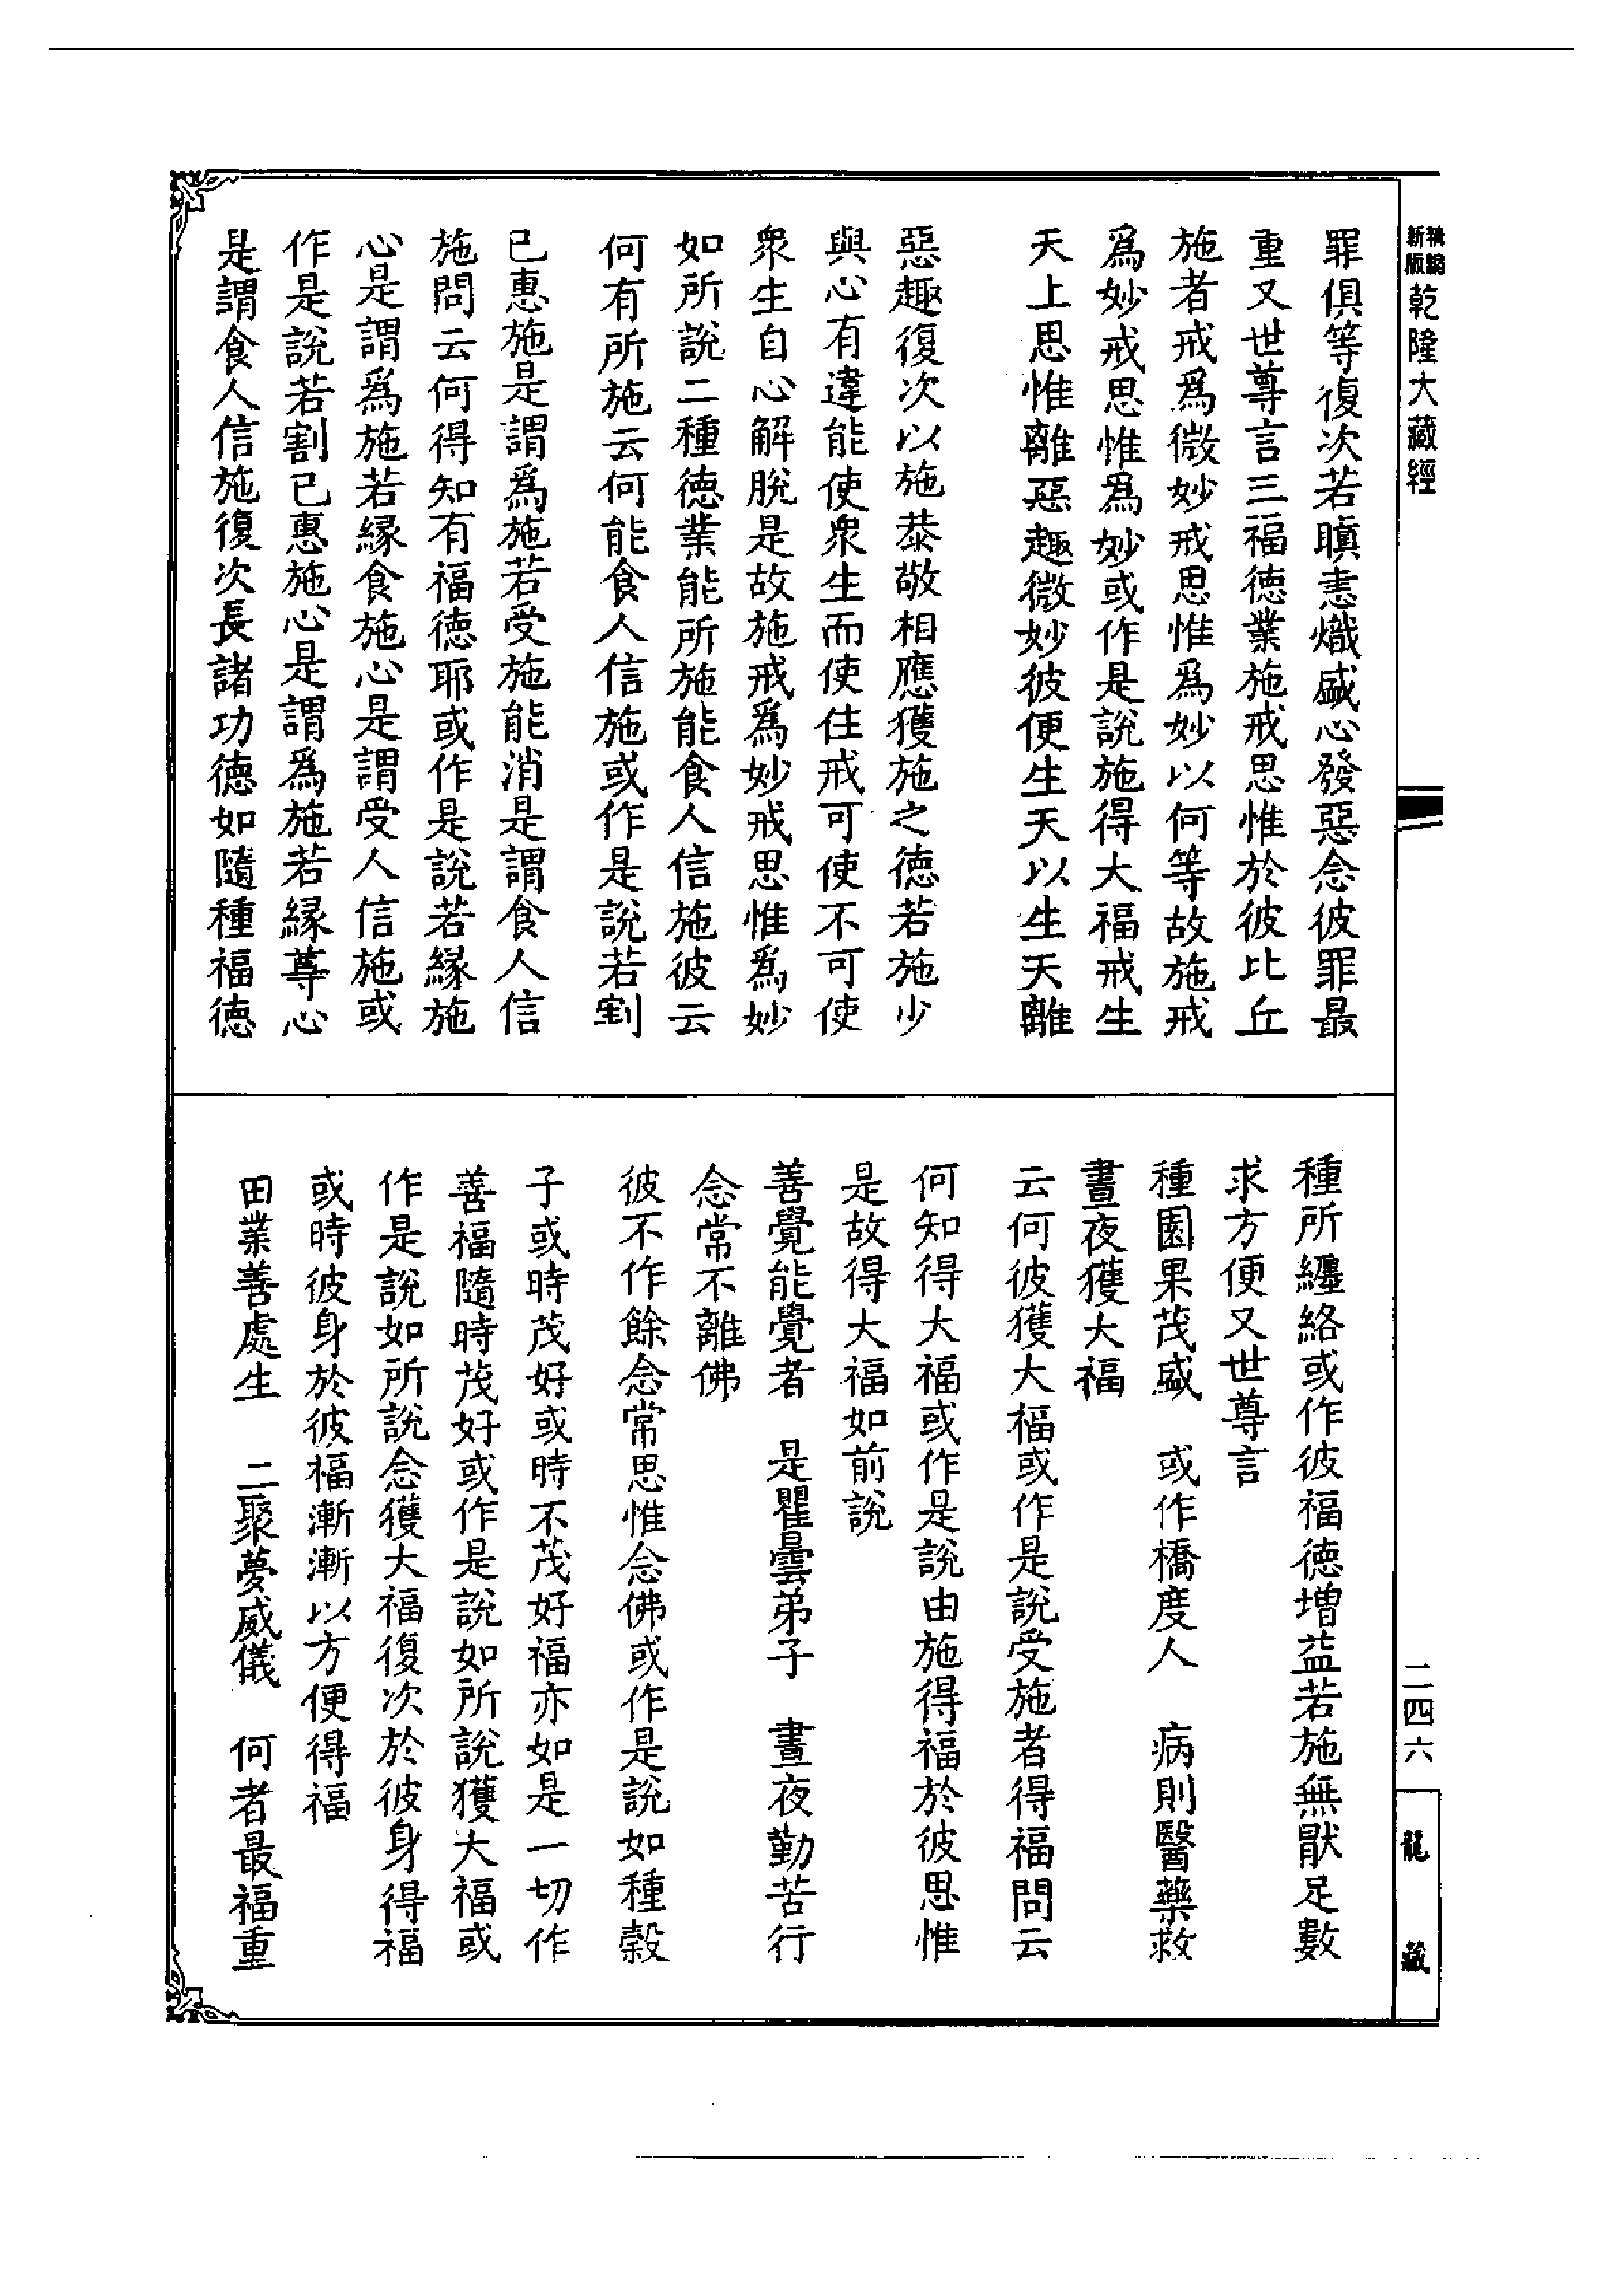 精縮新版乾隆大藏經
罪俱等復次若瞋恚熾盛心發惡念彼罪最
重又世尊言三福德業施戒思惟於彼比丘
施者戒爲微妙戒思惟爲妙以何等故施戒
爲妙戒思惟爲妙或作是說施得大福戒生
天上思惟離惡趣微妙彼便生天以生天離
惡趣復次以施恭敬相應獲施之德若施少
與心有違能使衆生而使住戒可使不可使
衆生自心解脫是故施戒爲妙戒思惟爲妙
如所說二種德業能所施能食人信施彼云
何有所施云何能食人信施或作是說若割
已惠施是謂爲施若受施能消是謂食人信
施問云何得知有福德耶或作是說若緣施
心是謂爲施若緣食施心是謂受人信施或
作是說若割已惠施心是謂爲施若緣尊心
是謂食人信施復次長諸功德如隨種福德
種所纏絡或作彼福德增益若施無猒足數
求方便又世尊言
種園果茂盛　或作橋度人　病則醫藥救
晝夜獲大福
云何彼獲大福或作是說受施者得福問云
何知得大福或作是說由施得福於彼思惟
是故得大福如前說
善覺能覺者　是瞿曇弟子　晝夜勤苦行
念常不離佛
彼不作餘念常思惟念佛或作是說如種穀
子或時茂好或時不茂好福亦如是一切作
善福隨時茂好或作是說如所說獲大福或
作是說如所說念獲大福復次於彼身得福
或時彼身於彼福漸漸以方便得福
田業善處生　二聚夢威儀　何者最福重
二四六
龍藏